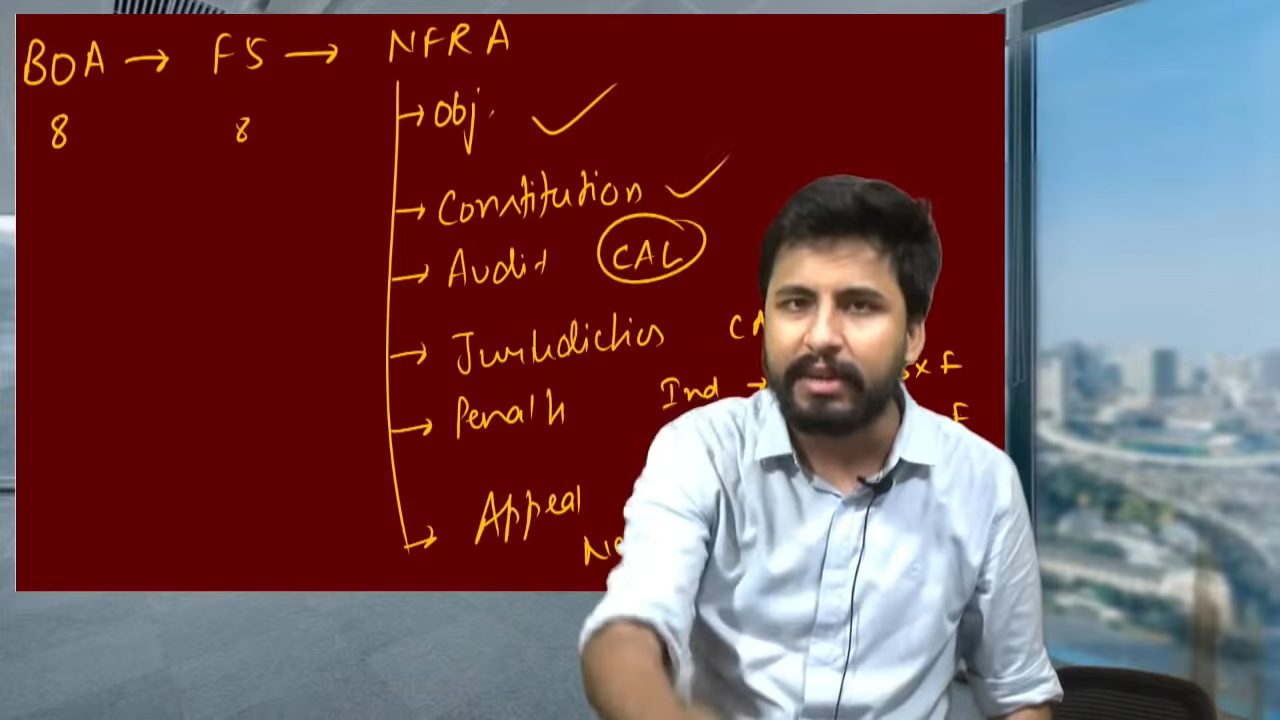 BOA → FS → NFRA
8 8
→ Obj.
→ Constitution
→ Audit CAL
→ Jurisdiction
→ Penalty Ind →
→ Appeal